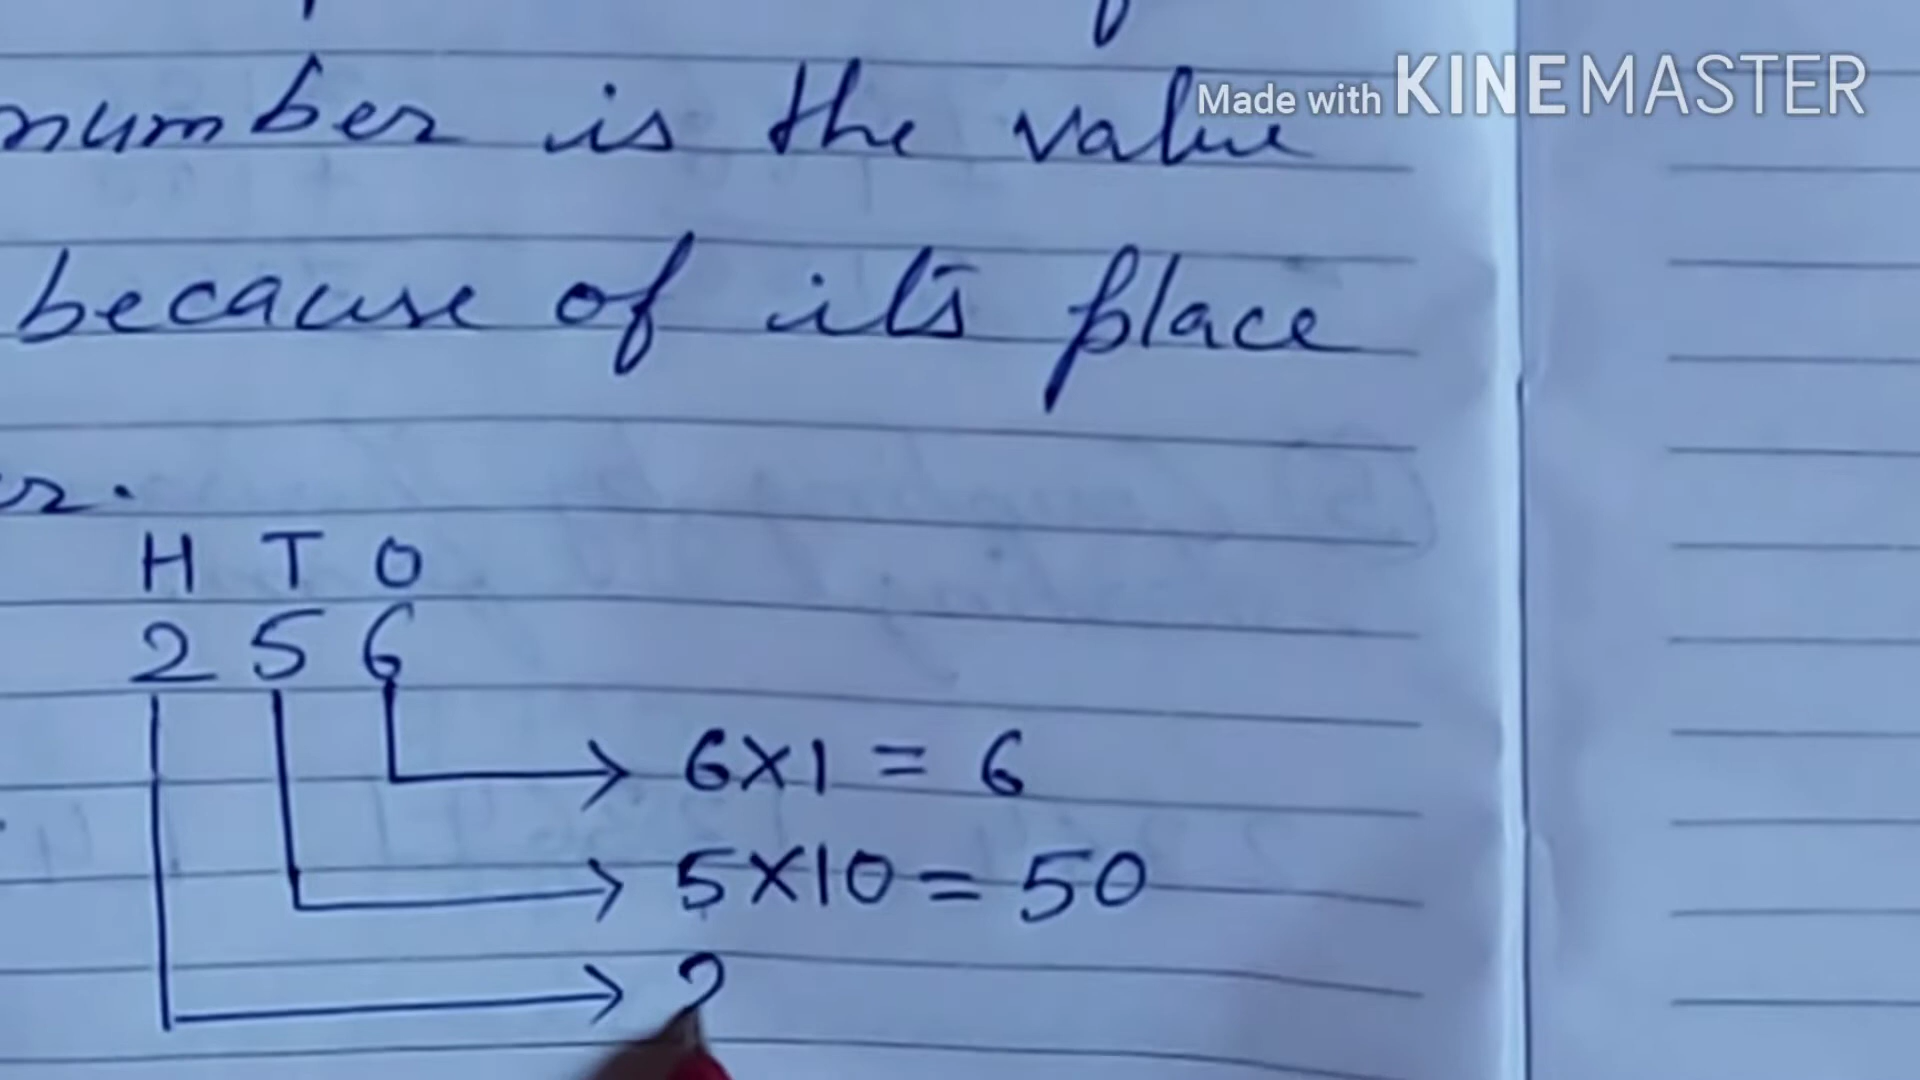 Made with KINEMASTER
number is the value
because of its place
H T O
2 5 6
6×1 = 6
5×10 = 50
2